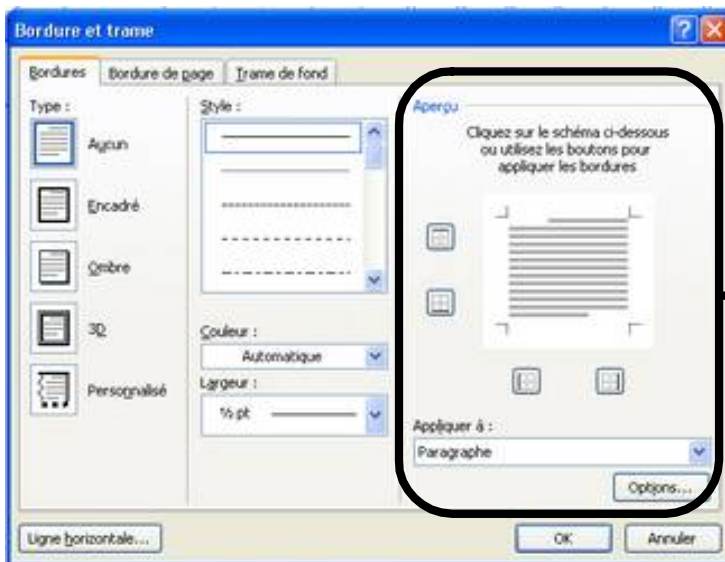 Bordure et trame
Bordures
Bordure de page
Trame de fond
Type :
Aucun
Encadré
Ombre
3D
Personnalisé
Style :
Couleur :
Automatique
Largeur :
½ pt
Aperçu
Cliquez sur le schéma ci-dessous
ou utilisez les boutons pour
appliquer les bordures
Appliquer à :
Paragraphe
Options...
Ligne horizontale...
OK
Annuler